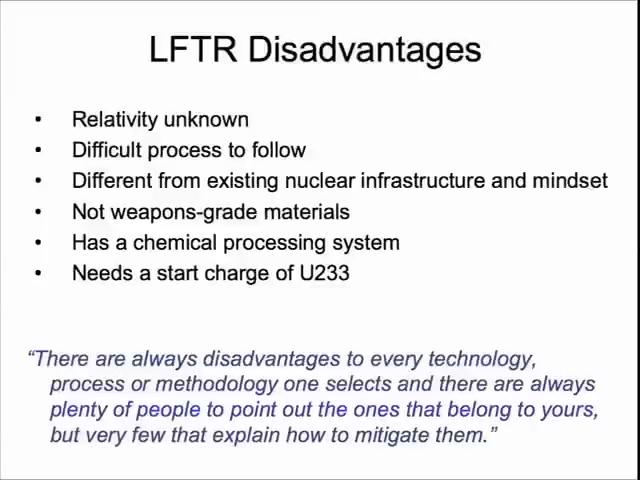 LFTR Disadvantages
• Relativity unknown
• Difficult process to follow
• Different from existing nuclear infrastructure and mindset
• Not weapons-grade materials
• Has a chemical processing system
• Needs a start charge of U233
“There are always disadvantages to every technology,
process or methodology one selects and there are always
plenty of people to point out the ones that belong to yours,
but very few that explain how to mitigate them.”